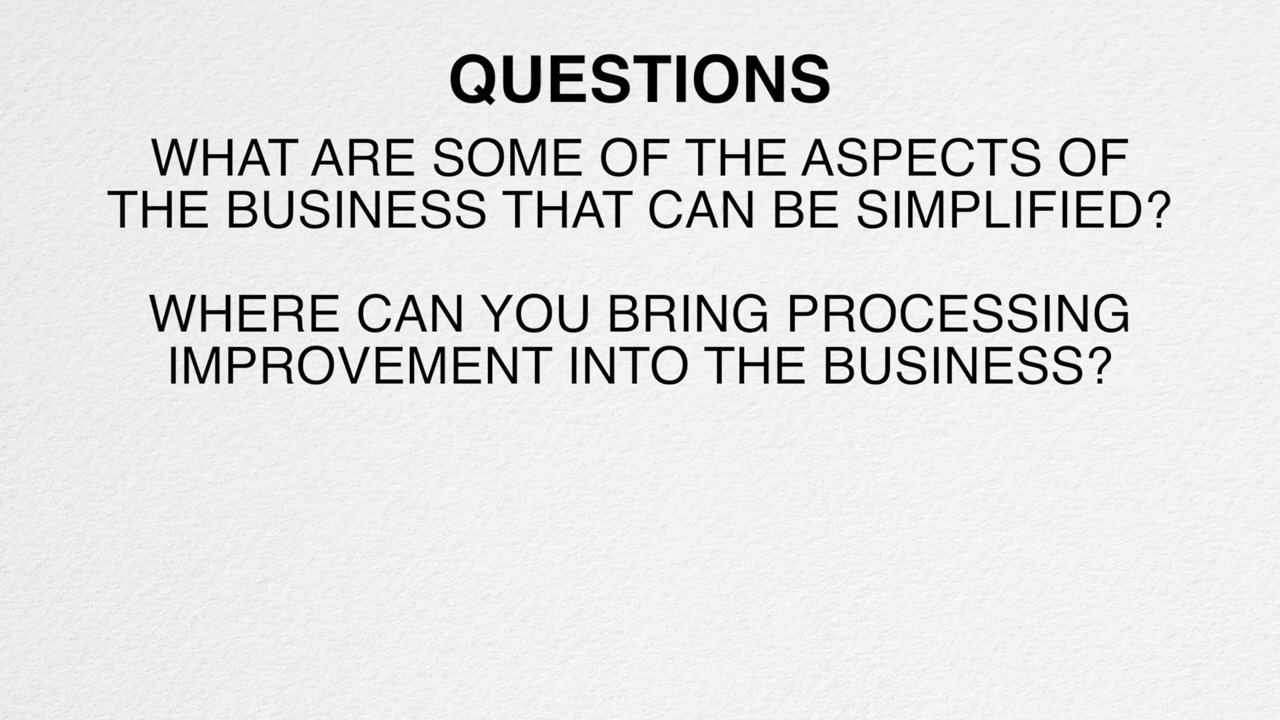 QUESTIONS
WHAT ARE SOME OF THE ASPECTS OF
THE BUSINESS THAT CAN BE SIMPLIFIED?
WHERE CAN YOU BRING PROCESSING
IMPROVEMENT INTO THE BUSINESS?